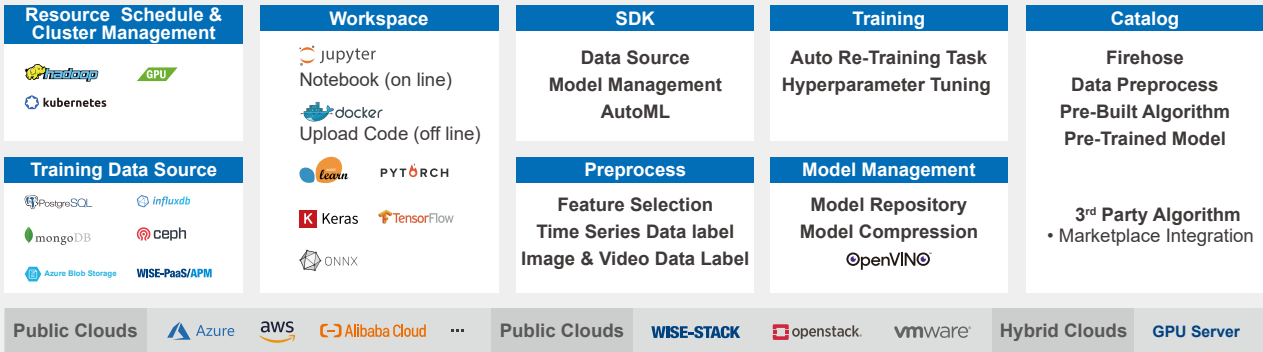 Resource Schedule &
Cluster Management
hadoop
GPU
kubernetes
Training Data Source
PostgreSQL
influxdb
mongoDB
ceph
Azure Blob Storage
WISE-PaaS/APM
Workspace
jupyter
Notebook (on line)
docker
Upload Code (off line)
learn
PYTORCH
K Keras
TensorFlow
ONNX
SDK
Data Source
Model Management
AutoML
Preprocess
Feature Selection
Time Series Data label
Image & Video Data Label
Training
Auto Re-Training Task
Hyperparameter Tuning
Model Management
Model Repository
Model Compression
OpenVINO
Catalog
Firehose
Data Preprocess
Pre-Built Algorithm
Pre-Trained Model
3rd Party Algorithm
• Marketplace Integration
Public Clouds
Azure
aws
Alibaba Cloud
...
Public Clouds
WISE-STACK
openstack.
vmware
Hybrid Clouds
GPU Server